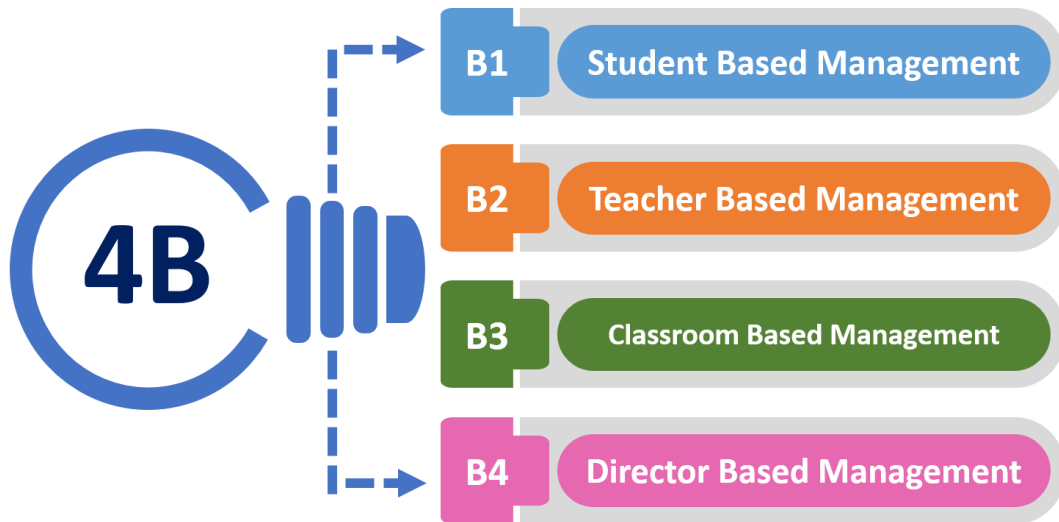 4B
B1
Student Based Management
B2
Teacher Based Management
B3
Classroom Based Management
B4
Director Based Management